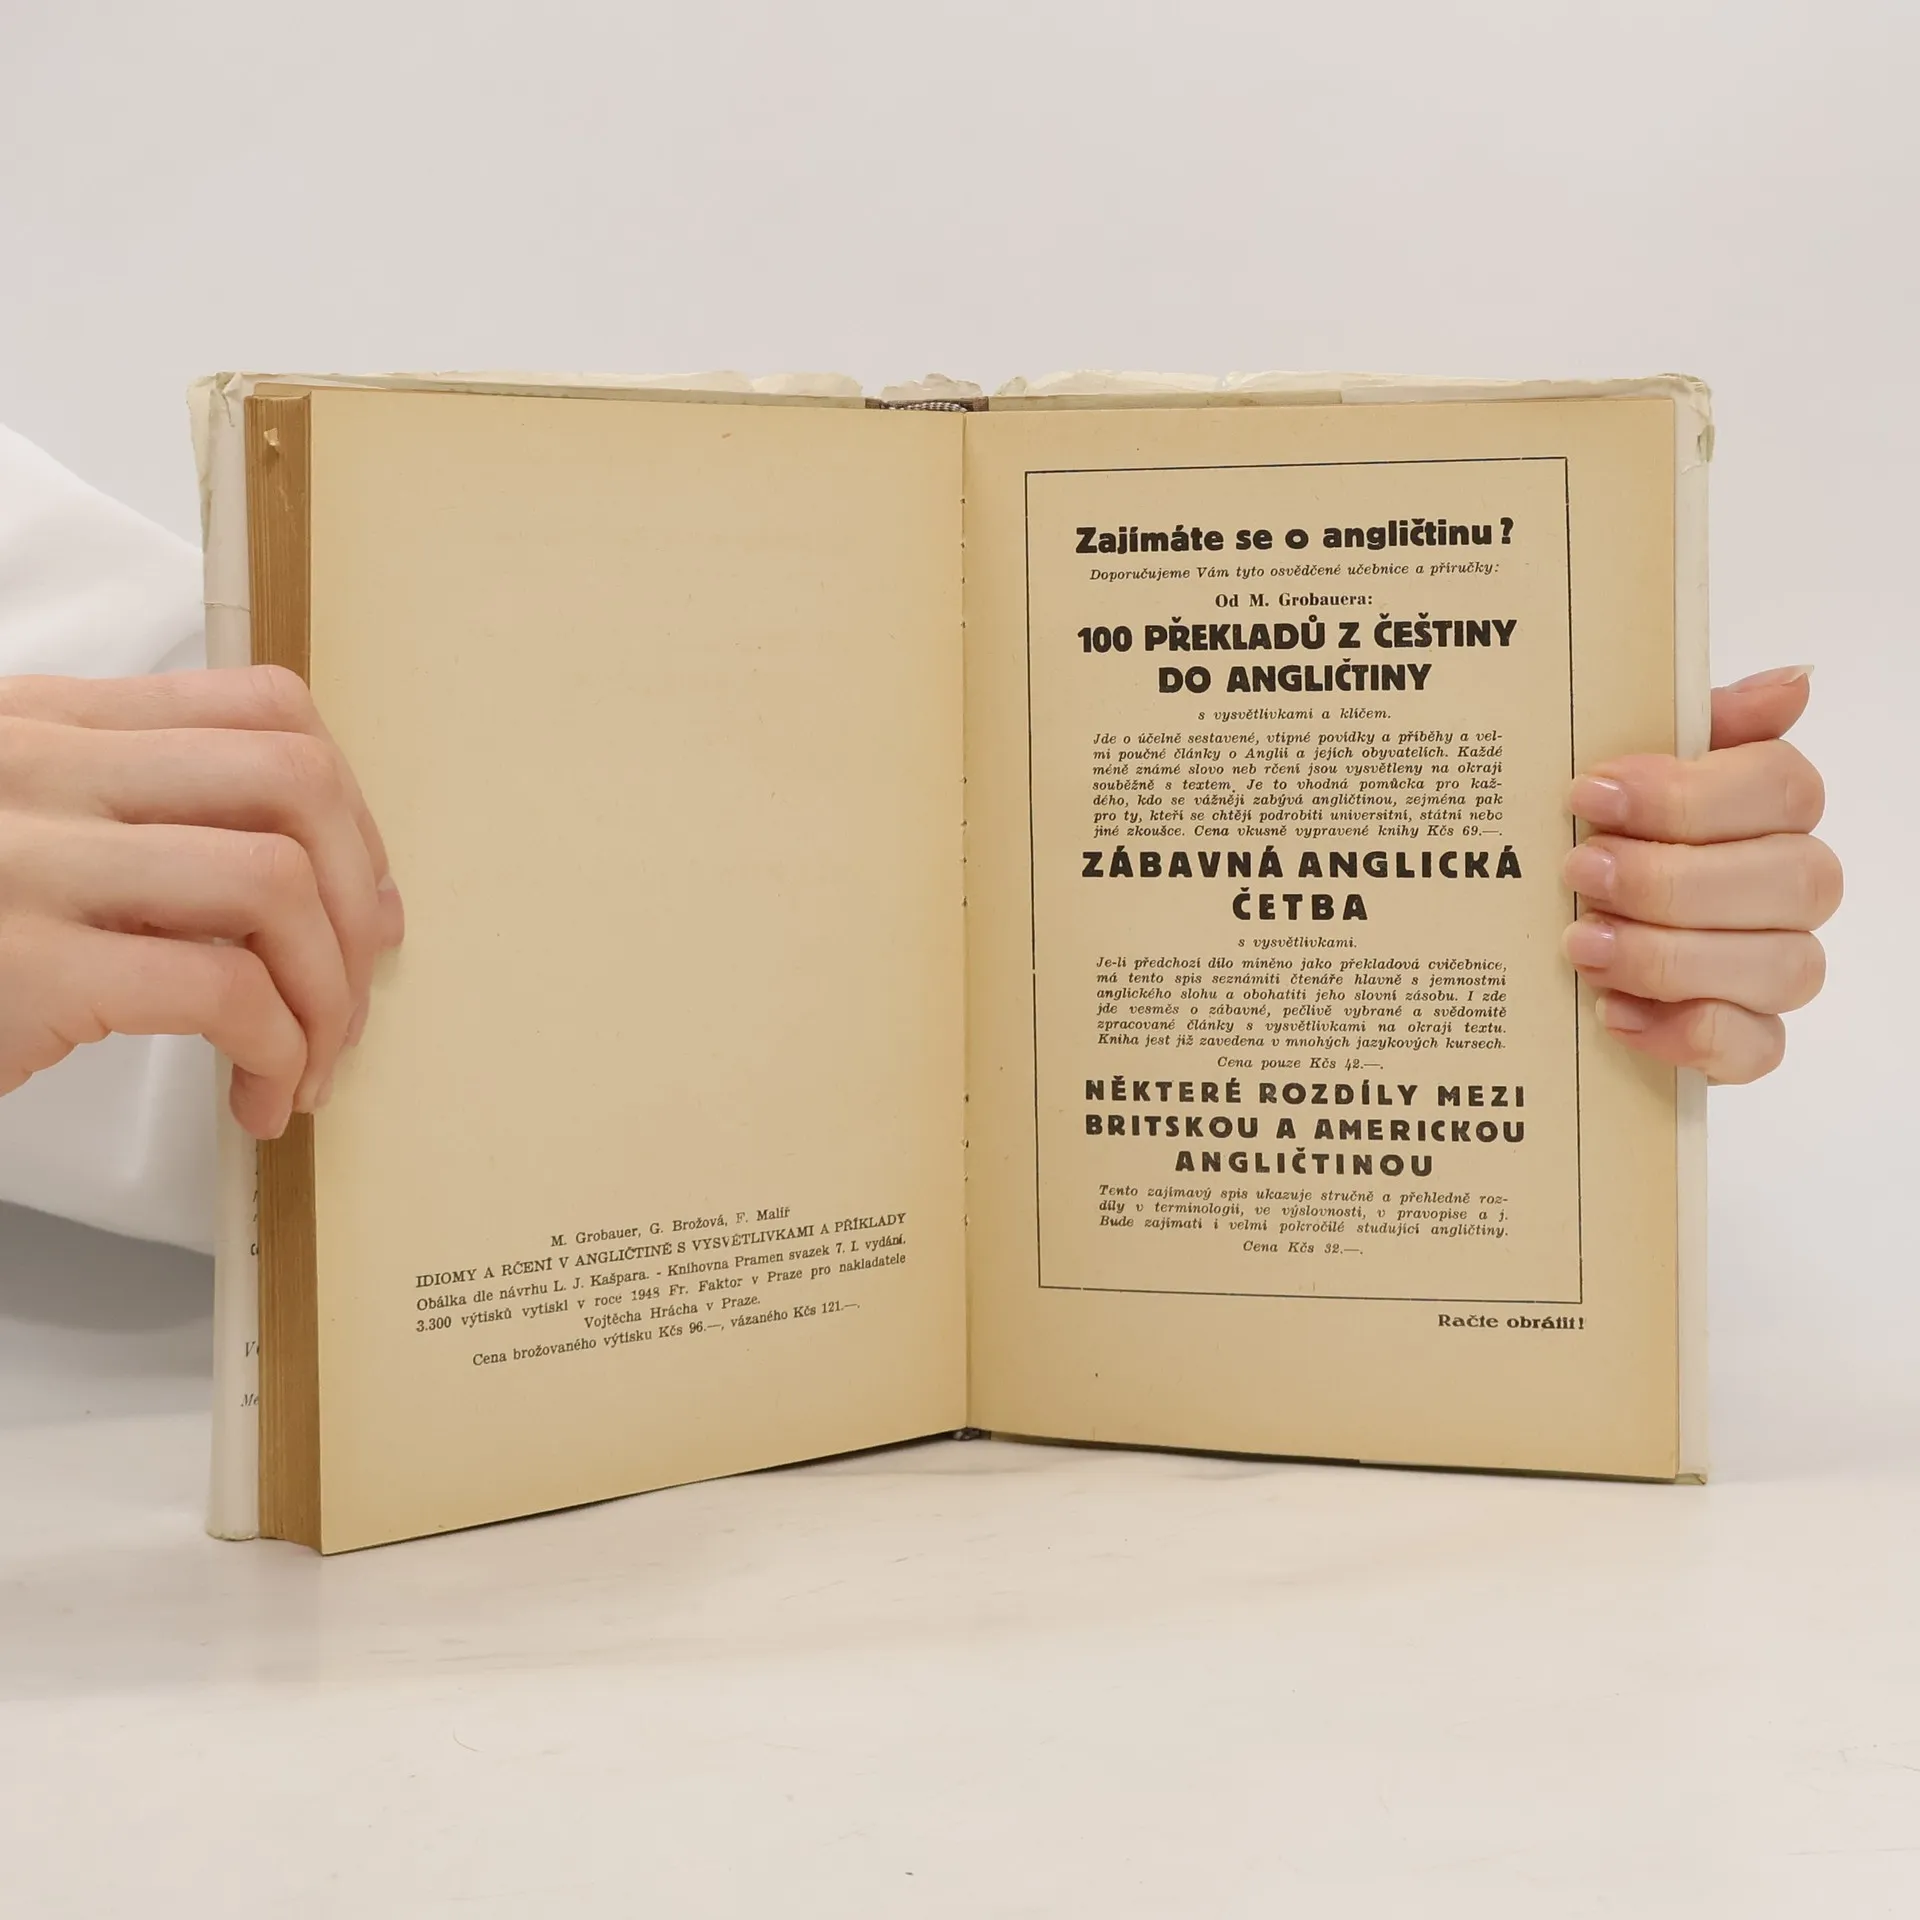 M. Grobauer, G. Brožová, F. Malíř
IDIOMY A RČENÍ V ANGLIČTINĚ S VYSVĚTLIVKAMI A PŘÍKLADY
Obálka dle návrhu L. J. Kašpara. - Knihovna Pramen svazek 7. I. vydání.
3.300 výtisků vytiskl v roce 1948 Fr. Faktor v Praze pro nakladatele
Vojtěcha Hrácha v Praze.
Cena brožovaného výtisku Kčs 96.—, vázaného Kčs 121.—.
Zajímáte se o angličtinu?
Doporučujeme Vám tyto osvědčené učebnice a příručky:
Od M. Grobauera:
100 PŘEKLADŮ Z ČEŠTINY
DO ANGLIČTINY
s vysvětlivkami a klíčem.
Jde o účelně sestavené, vtipné povídky a příběhy a vel-
mi poučné články o Anglii a jejích obyvatelích. Každé
méně známé slovo neb rčení jsou vysvětleny na okraji
souběžně s textem. Je to vhodná pomůcka pro kaž-
dého, kdo se vážněji zabývá angličtinou, zejména pak
pro ty, kteří se chtějí podrobiti universitní, státní nebo
jiné zkoušce. Cena vkusně vypravené knihy Kčs 69.—.
ZÁBAVNÁ ANGLICKÁ
ČETBA
s vysvětlivkami.
Je-li předchozí dílo míněno jako překladová cvičebnice,
má tento spis seznámiti čtenáře hlavně s jemnostmi
anglického slohu a obohatiti jeho slovní zásobu. I zde
jde vesměs o zábavné, pečlivě vybrané a svědomitě
zpracované články s vysvětlivkami na okraji textu.
Kniha jest již zavedena v mnohých jazykových kursech.
Cena pouze Kčs 42.—.
NĚKTERÉ ROZDÍLY MEZI
BRITSKOU A AMERICKOU
ANGLIČTINOU
Tento zajímavý spis ukazuje stručně a přehledně roz-
díly v terminologii, ve výslovnosti, v pravopise a j.
Bude zajímati i velmi pokročilé studující angličtiny.
Cena Kčs 32.—.
Račte obrátit!